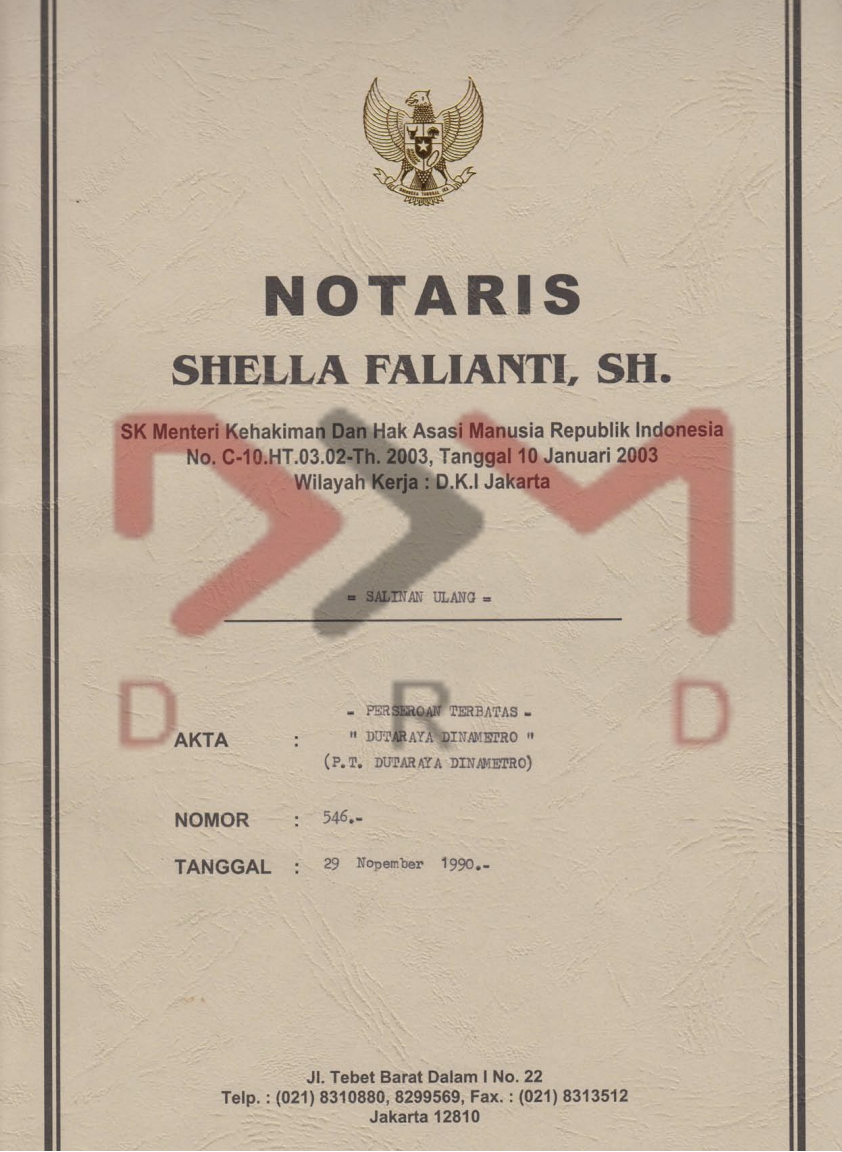 NOTARIS
SHELLA FALIANTI, SH.
SK Menteri Kehakiman Dan Hak Asasi Manusia Republik Indonesia
No. C-10.HT.03.02-Th. 2003, Tanggal 10 Januari 2003
Wilayah Kerja : D.K.I Jakarta
= SALINAN ULANG =
D R D
- PERSEROAN TERBATAS -
AKTA : " DUTARAYA DINAMETRO "
(P.T. DUTARAYA DINAMETRO)
NOMOR : 546.-
TANGGAL : 29 Nopember 1990.-
Jl. Tebet Barat Dalam I No. 22
Telp. : (021) 8310880, 8299569, Fax. : (021) 8313512
Jakarta 12810